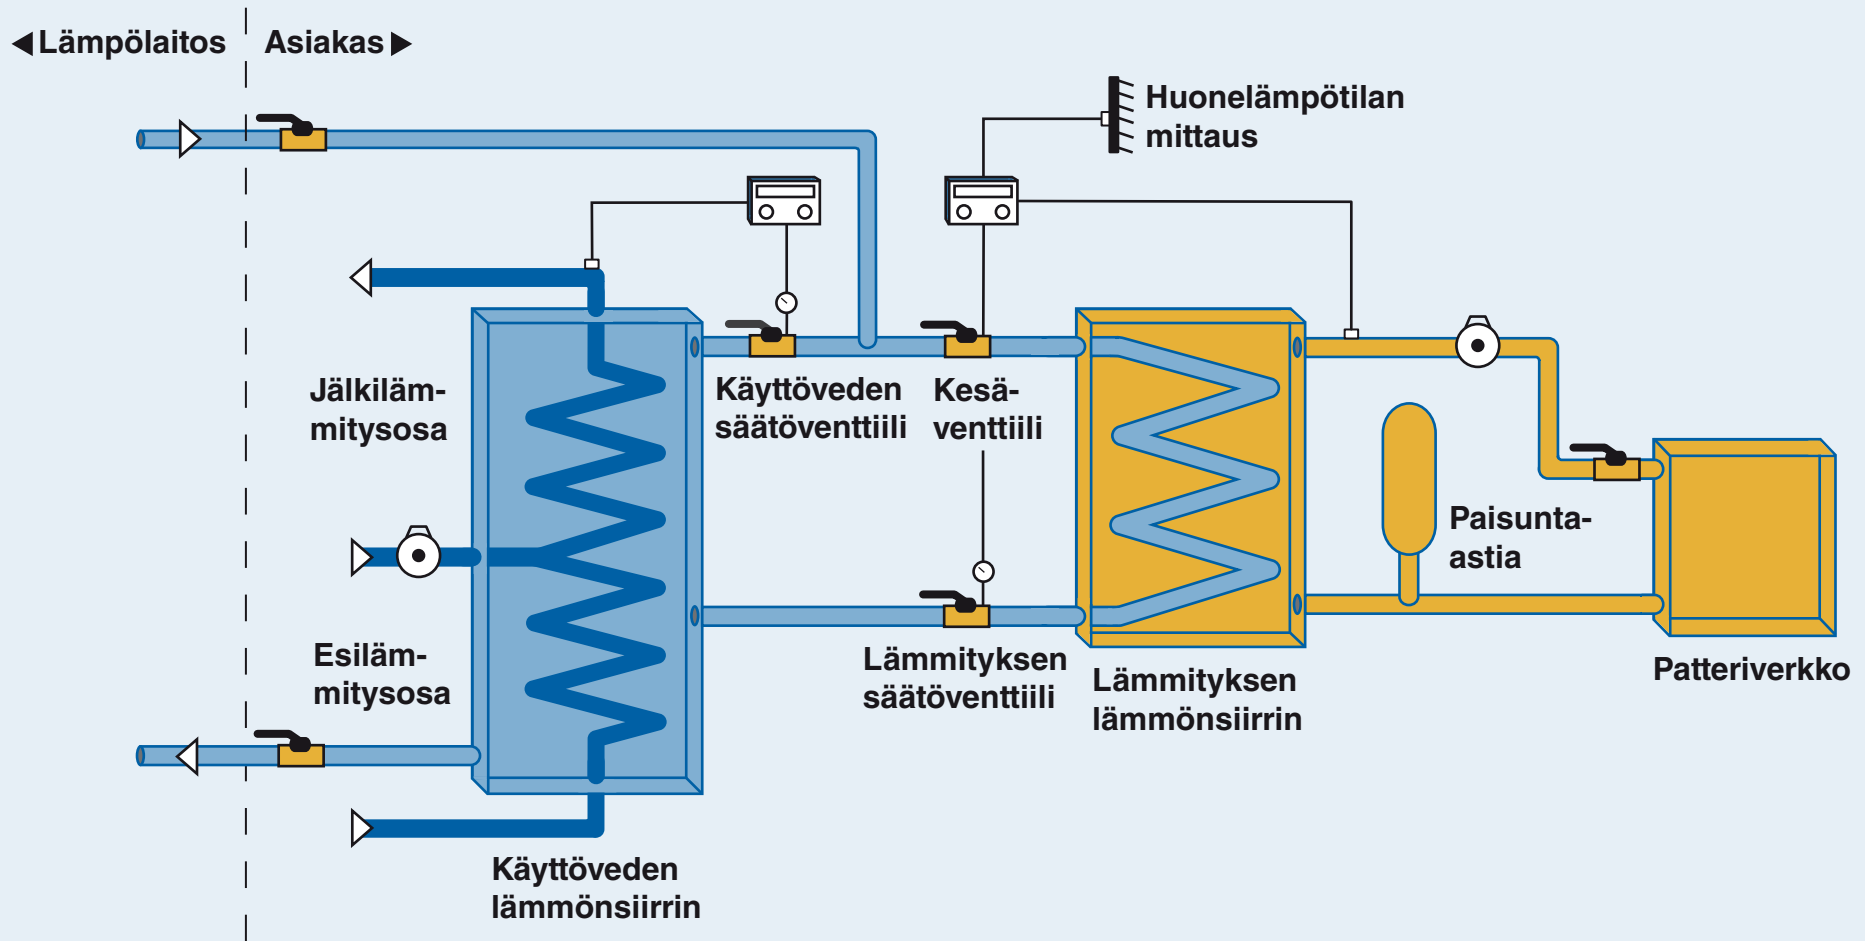 Lämpölaitos
Asiakas
Huonelämpötilan
mittaus
Jälkiläm-
mitysosa
Käyttöveden
säätöventtiili
Kesä-
venttiili
Paisunta-
astia
Esiläm-
mitysosa
Lämmityksen
säätöventtiili
Lämmityksen
lämmönsiirrin
Patteriverkko
Käyttöveden
lämmönsiirrin